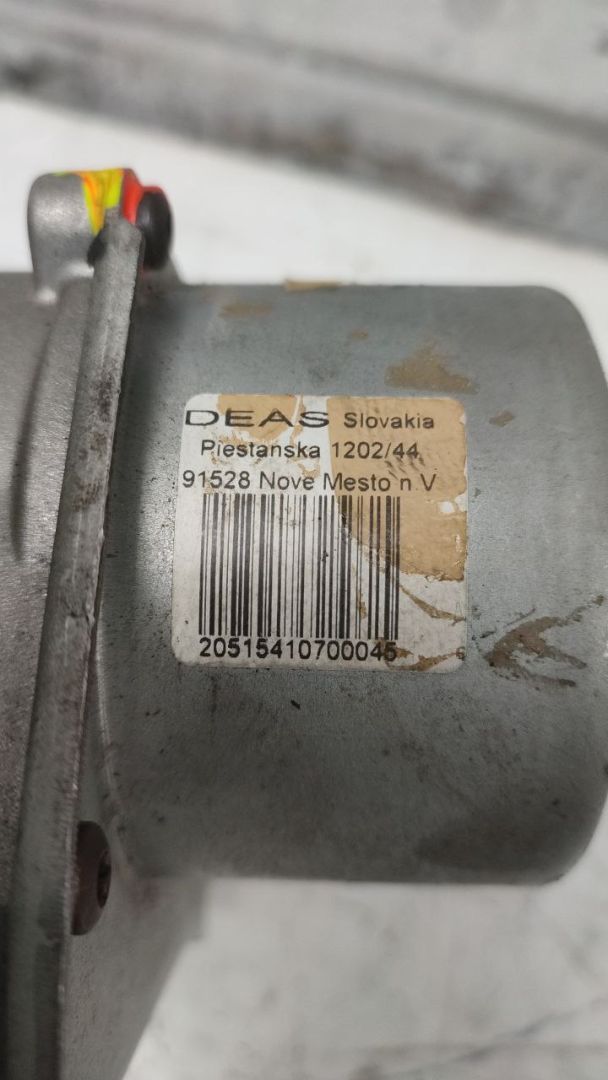 DEAS Slovakia
Piestanska 1202/44
91528 Nove Mesto n V
20515410700045